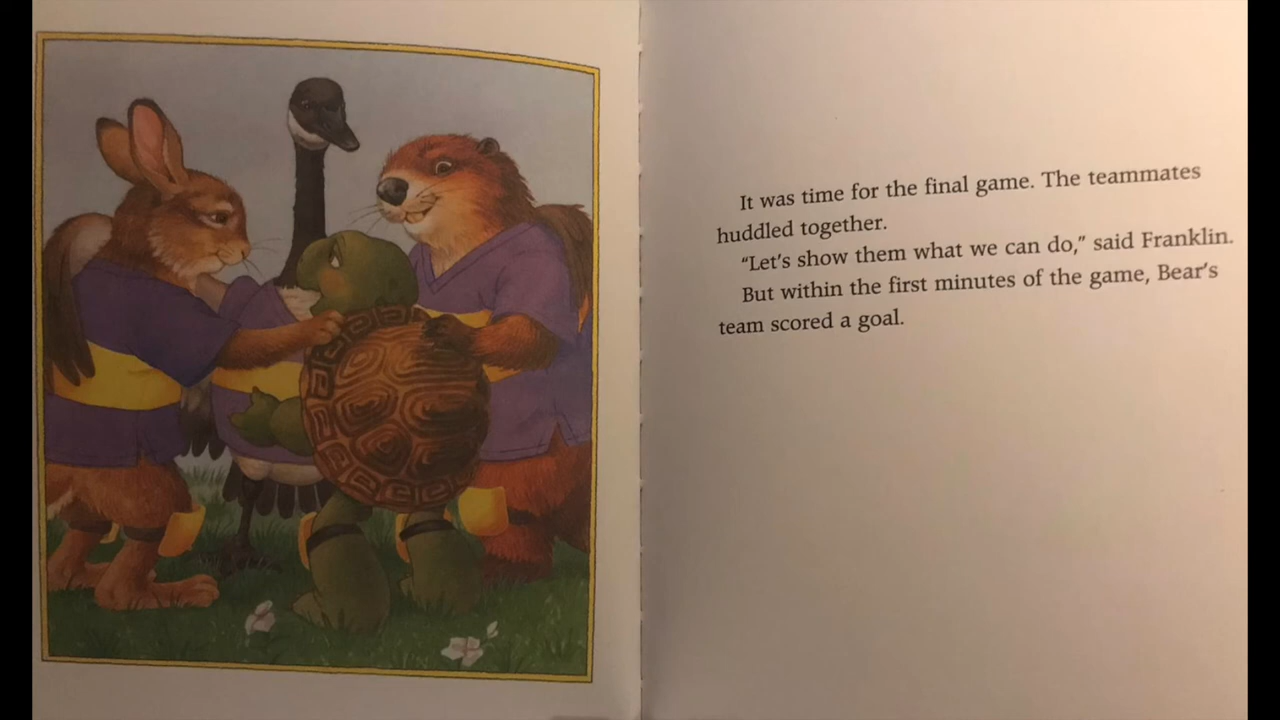 It was time for the final game. The teammates
huddled together.
“Let’s show them what we can do,” said Franklin.
But within the first minutes of the game, Bear’s
team scored a goal.